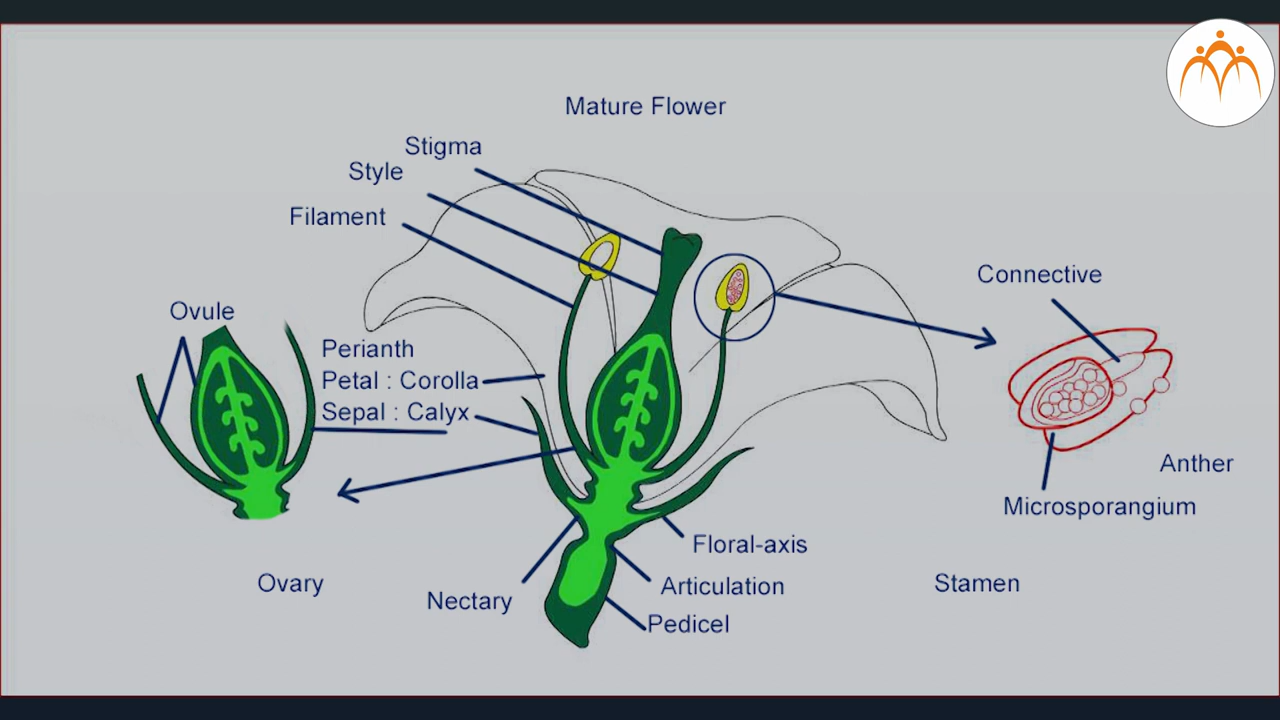 Mature Flower
Stigma
Style
Filament
Ovule
Perianth
Petal : Corolla
Sepal : Calyx
Connective
Anther
Microsporangium
Floral-axis
Ovary
Nectary
Articulation
Stamen
Pedicel